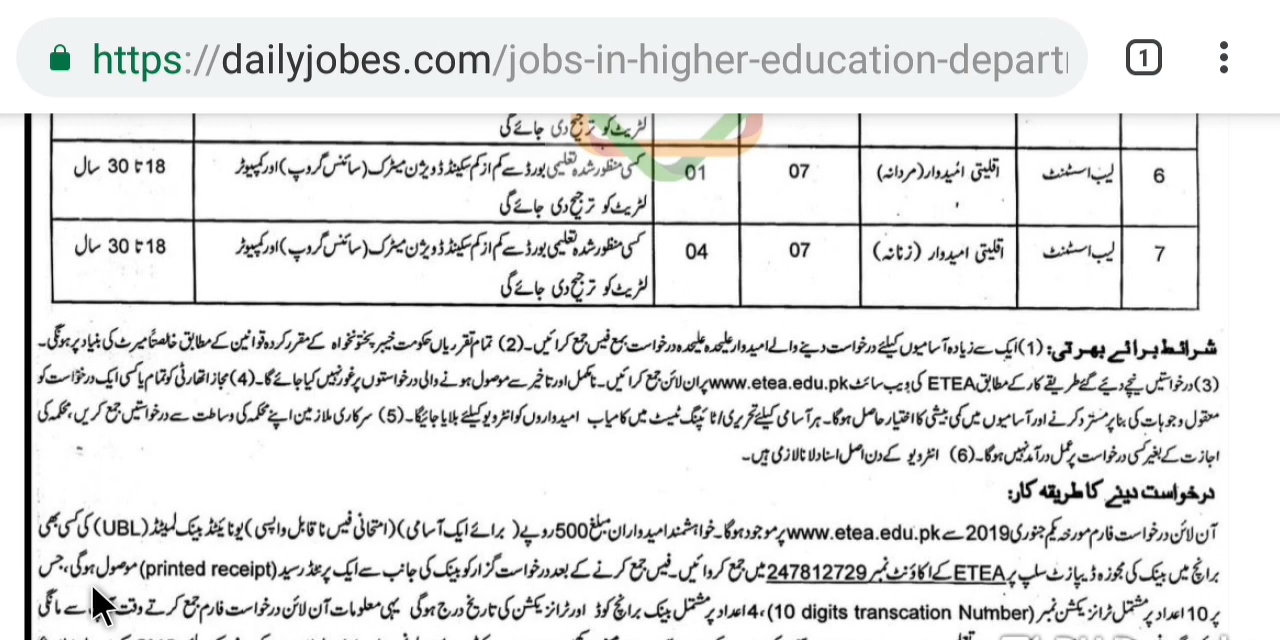 https://dailyjobes.com/jobs-in-higher-education-depart
1
لٹریٹ کو ترجیح دی جائے گی
6 لیب اسسٹنٹ اقلیتی امیدوار (مردانہ) 07 01 کسی منظور شدہ تعلیمی بورڈ سے کم از کم سیکنڈ ڈویژن میٹرک (سائنس گروپ) اور کمپیوٹر 18 تا 30 سال
لٹریٹ کو ترجیح دی جائے گی
7 لیب اسسٹنٹ اقلیتی امیدوار (زنانہ) 07 04 کسی منظور شدہ تعلیمی بورڈ سے کم از کم سیکنڈ ڈویژن میٹرک (سائنس گروپ) اور کمپیوٹر 18 تا 30 سال
لٹریٹ کو ترجیح دی جائے گی
شرائط برائے بھرتی: (1) ایک سے زیادہ آسامیوں کیلئے درخواست دینے والے امیدوار علیحدہ علیحدہ درخواست بمع فیس جمع کرائیں۔ (2) تمام تقرریاں حکومت خیبر پختونخواہ کے مقرر کردہ قوانین کے مطابق خالصتاً میرٹ کی بنیاد پر ہونگی۔
(3) درخواستیں نیچے دیئے گئے طریقے کار کے مطابق ETEA کی ویب سائٹ www.etea.edu.pk پر ان لائن جمع کرائیں۔ نامکمل اور تاخیر سے موصول ہونے والی درخواستوں پر غور نہیں کیا جائے گا۔ (4) مجاز اتھارٹی کو تمام یا کسی ایک درخواست کو
معقول وجوہات کی بنا پر مسترد کرنے اور آسامیوں میں کمی بیشی کا اختیار حاصل ہوگا۔ ہر آسامی کیلئے تحریری / ٹائپنگ ٹیسٹ میں کامیاب امیدواروں کو انٹرویو کیلئے بلایا جائیگا۔ (5) سرکاری ملازمین اپنے محکمہ کی وساطت سے درخواستیں جمع کریں، محکمہ کی
اجازت کے بغیر کسی درخواست پر عمل درآمد نہیں ہوگا۔ (6) انٹرویو کے دن اصل اسناد لانا لازمی ہیں۔
درخواست دینے کا طریقہ کار:
آن لائن درخواست فارم مورخہ یکم جنوری 2019 سے www.etea.edu.pk پر موجود ہوگا۔ خواہشمند امیدواران مبلغ 500 روپے (برائے ایک آسامی) (امتحانی فیس ناقابل واپسی) یونائیٹڈ بینک لمیٹڈ (UBL) کی کسی بھی
برانچ میں بینک کی مجوزہ ڈیپازٹ سلپ پر ETEA کے اکاؤنٹ نمبر 247812729 میں جمع کروائیں۔ فیس جمع کرنے کے بعد درخواست گزار کو بینک کی جانب سے ایک پرنٹڈ رسید (printed receipt) موصول ہوگی، جس
پر 10 اعداد پر مشتمل ٹرانزیکشن نمبر (10 digits transcation Number)، 4 اعداد پر مشتمل بینک برانچ کوڈ اور ٹرانزیکشن کی تاریخ درج ہوگی یہی معلومات آن لائن درخواست فارم جمع کرتے وقت سے مانگی